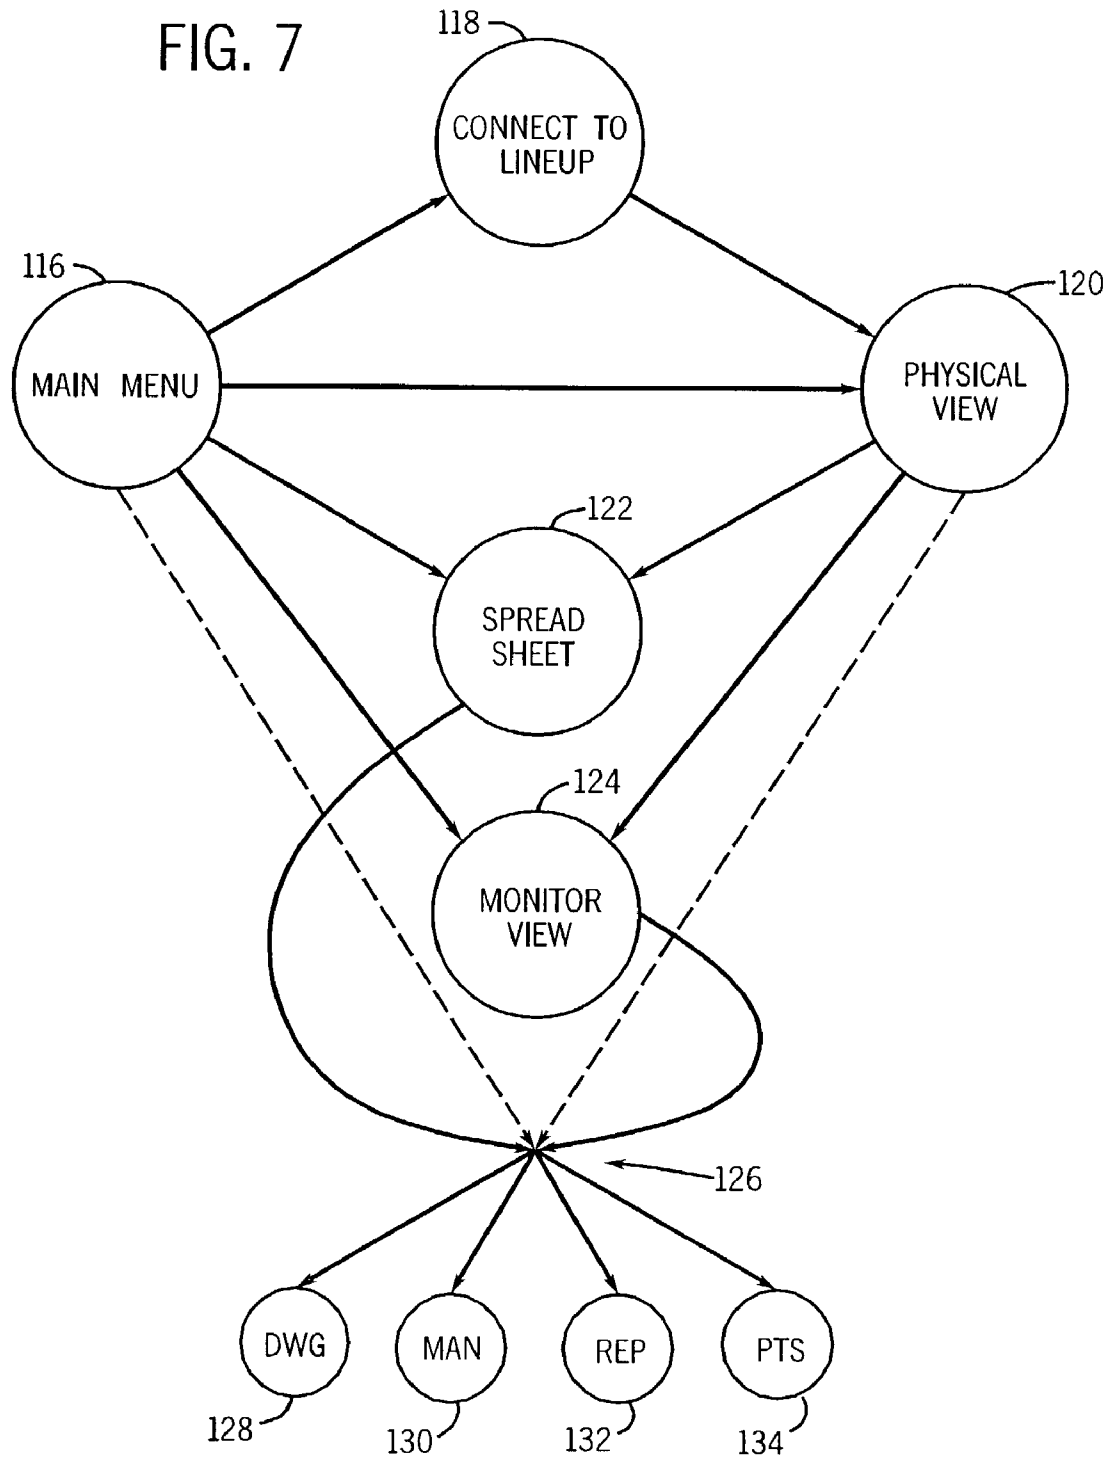 FIG. 7
118
CONNECT TO
LINEUP
116
MAIN MENU
120
PHYSICAL
VIEW
122
SPREAD
SHEET
124
MONITOR
VIEW
126
DWG
MAN
REP
PTS
128
130
132
134